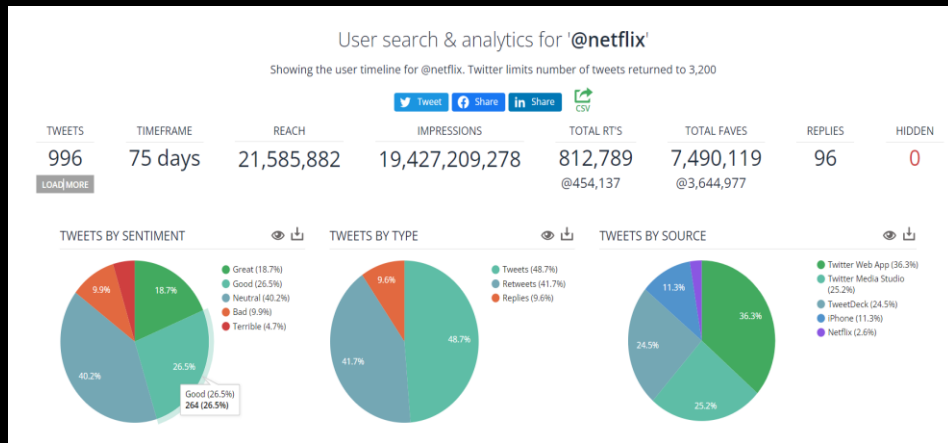 User search & analytics for '@netflix'
Showing the user timeline for @netflix. Twitter limits number of tweets returned to 3,200
Tweet Share Share CSV
TWEETS TIMEFRAME REACH IMPRESSIONS TOTAL RT'S TOTAL FAVES REPLIES HIDDEN
996 75 days 21,585,882 19,427,209,278 812,789 7,490,119 96 0
LOAD MORE @454,137 @3,644,977
TWEETS BY SENTIMENT
Great (18.7%)
Good (26.5%)
Neutral (40.2%)
Bad (9.9%)
Terrible (4.7%)
9.9%
18.7%
40.2%
26.5%
Good (26.5%)
264 (26.5%)
TWEETS BY TYPE
Tweets (48.7%)
Retweets (41.7%)
Replies (9.6%)
9.6%
48.7%
41.7%
TWEETS BY SOURCE
Twitter Web App (36.3%)
Twitter Media Studio
(25.2%)
TweetDeck (24.5%)
iPhone (11.3%)
Netflix (2.6%)
11.3%
36.3%
24.5%
25.2%